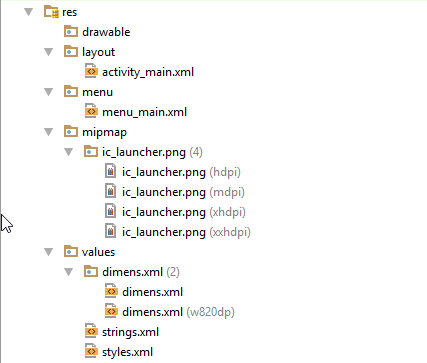 res
drawable
layout
activity_main.xml
menu
menu_main.xml
mipmap
ic_launcher.png (4)
ic_launcher.png (hdpi)
ic_launcher.png (mdpi)
ic_launcher.png (xhdpi)
ic_launcher.png (xxhdpi)
values
dimens.xml (2)
dimens.xml
dimens.xml (w820dp)
strings.xml
styles.xml